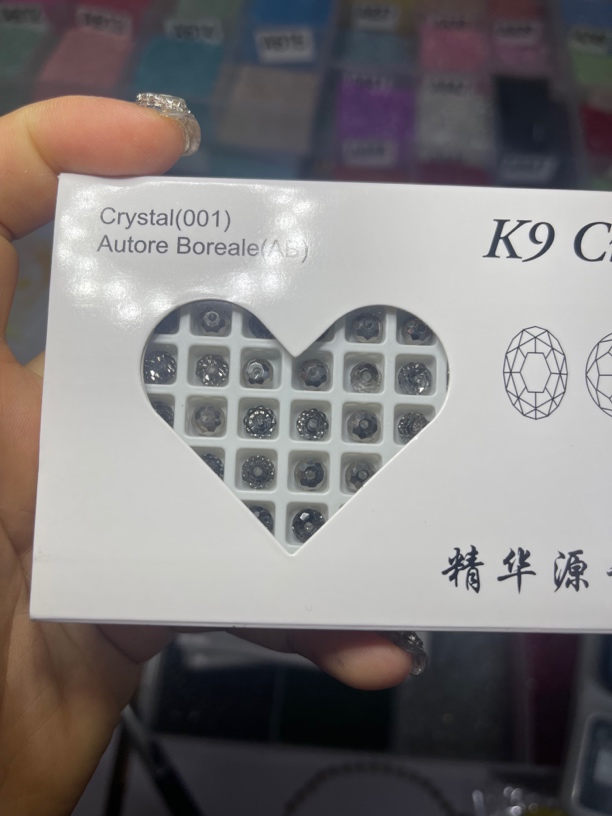 Crystal(001)
Autore Boreale(AB)
K9
精华源